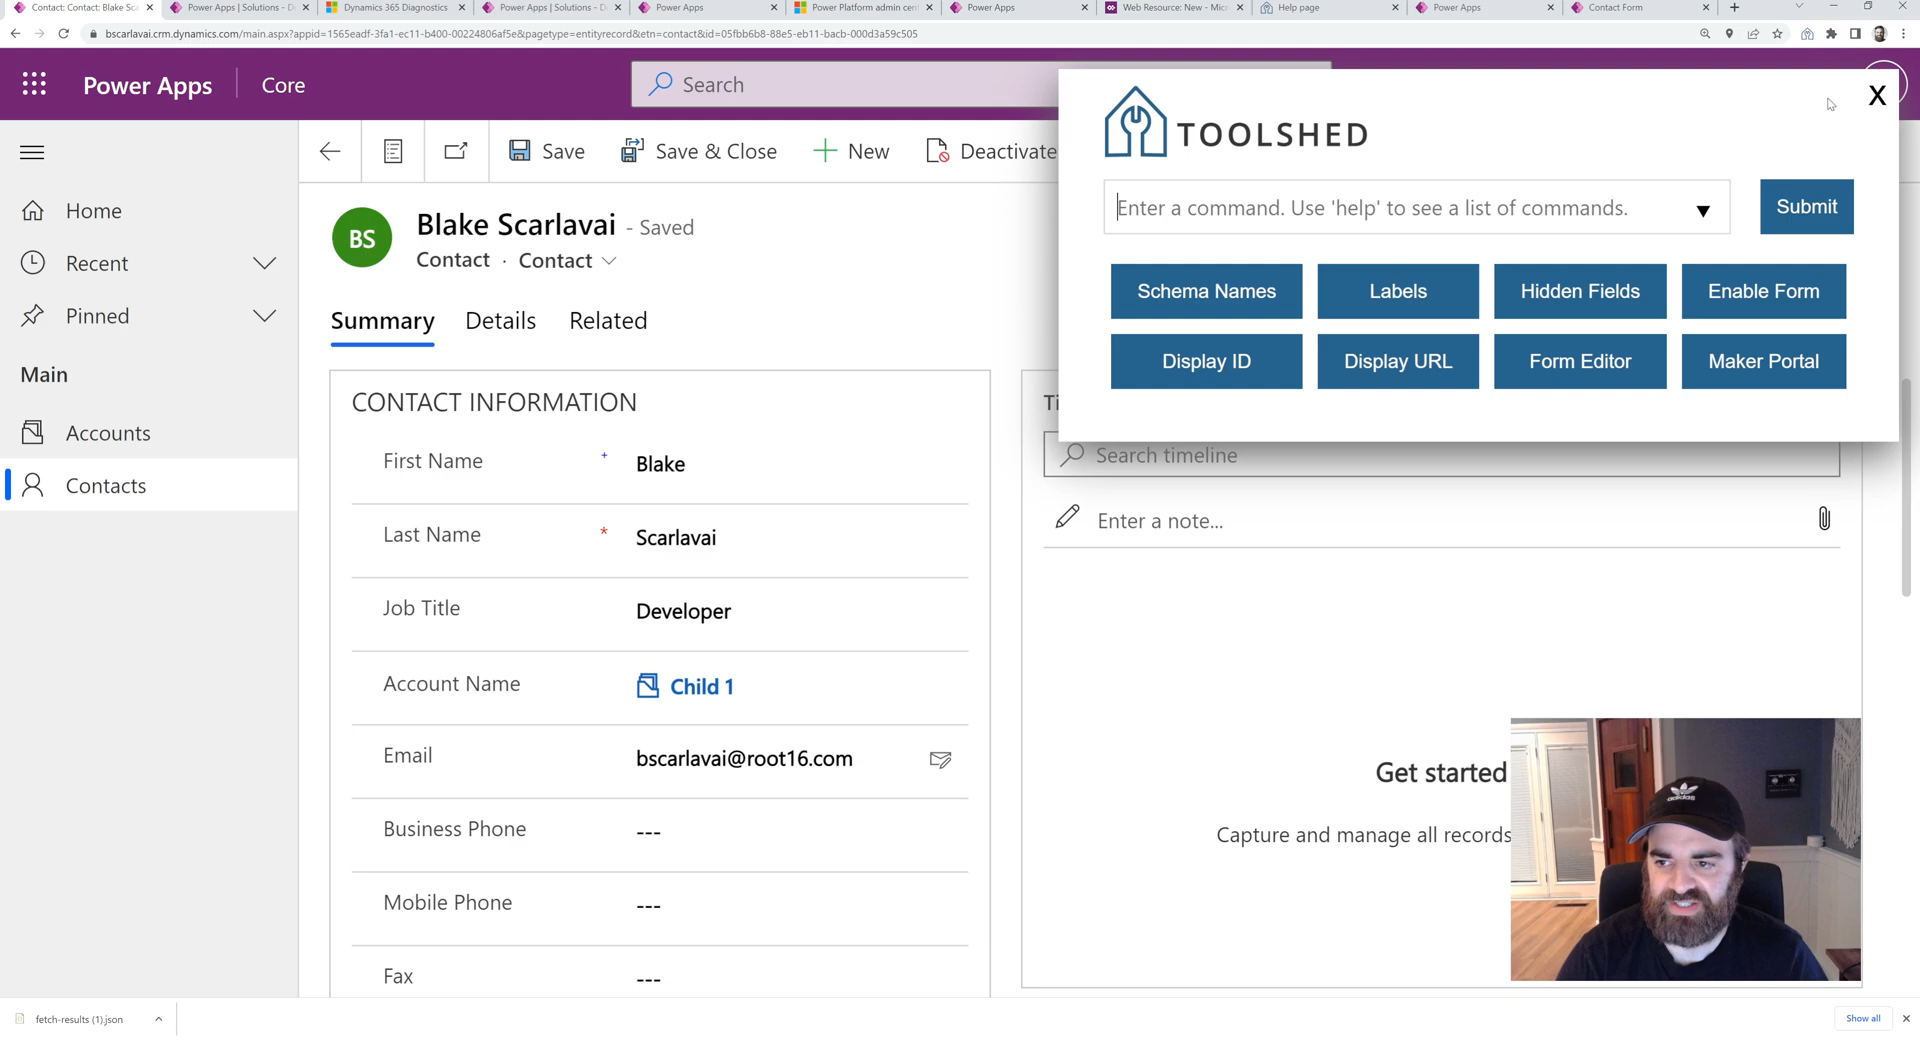 Contact: Contact: Blake Sca
Power Apps | Solutions - D
Dynamics 365 Diagnostics
Power Apps | Solutions - D
Power Apps
Power Platform admin cen
Power Apps
Web Resource: New - Mic
Help page
Power Apps
Contact Form
bscarlavai.crm.dynamics.com/main.aspx?appid=1565eadf-3fa1-ec11-b400-00224806af5e&pagetype=entityrecord&etn=contact&id=05fbb6b8-88e5-eb11-bacb-000d3a59c505
Power Apps
Core
Search
X
TOOLSHED
Enter a command. Use 'help' to see a list of commands.
Submit
Schema Names
Labels
Hidden Fields
Enable Form
Display ID
Display URL
Form Editor
Maker Portal
Save
Save & Close
New
Deactivate
Home
Recent
Pinned
Main
Accounts
Contacts
BS
Blake Scarlavai - Saved
Contact · Contact
Summary
Details
Related
CONTACT INFORMATION
First Name + Blake
Last Name * Scarlavai
Job Title Developer
Account Name Child 1
Email bscarlavai@root16.com
Business Phone ---
Mobile Phone ---
Fax ---
Ti
Search timeline
Enter a note...
Get started
Capture and manage all records
adidas
fetch-results (1).json
Show all